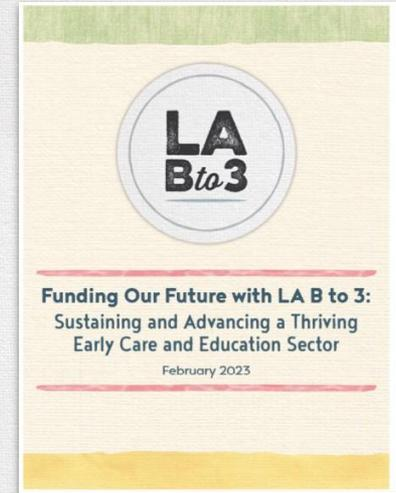 LA
B to 3
Funding Our Future with LA B to 3:
Sustaining and Advancing a Thriving
Early Care and Education Sector
February 2023